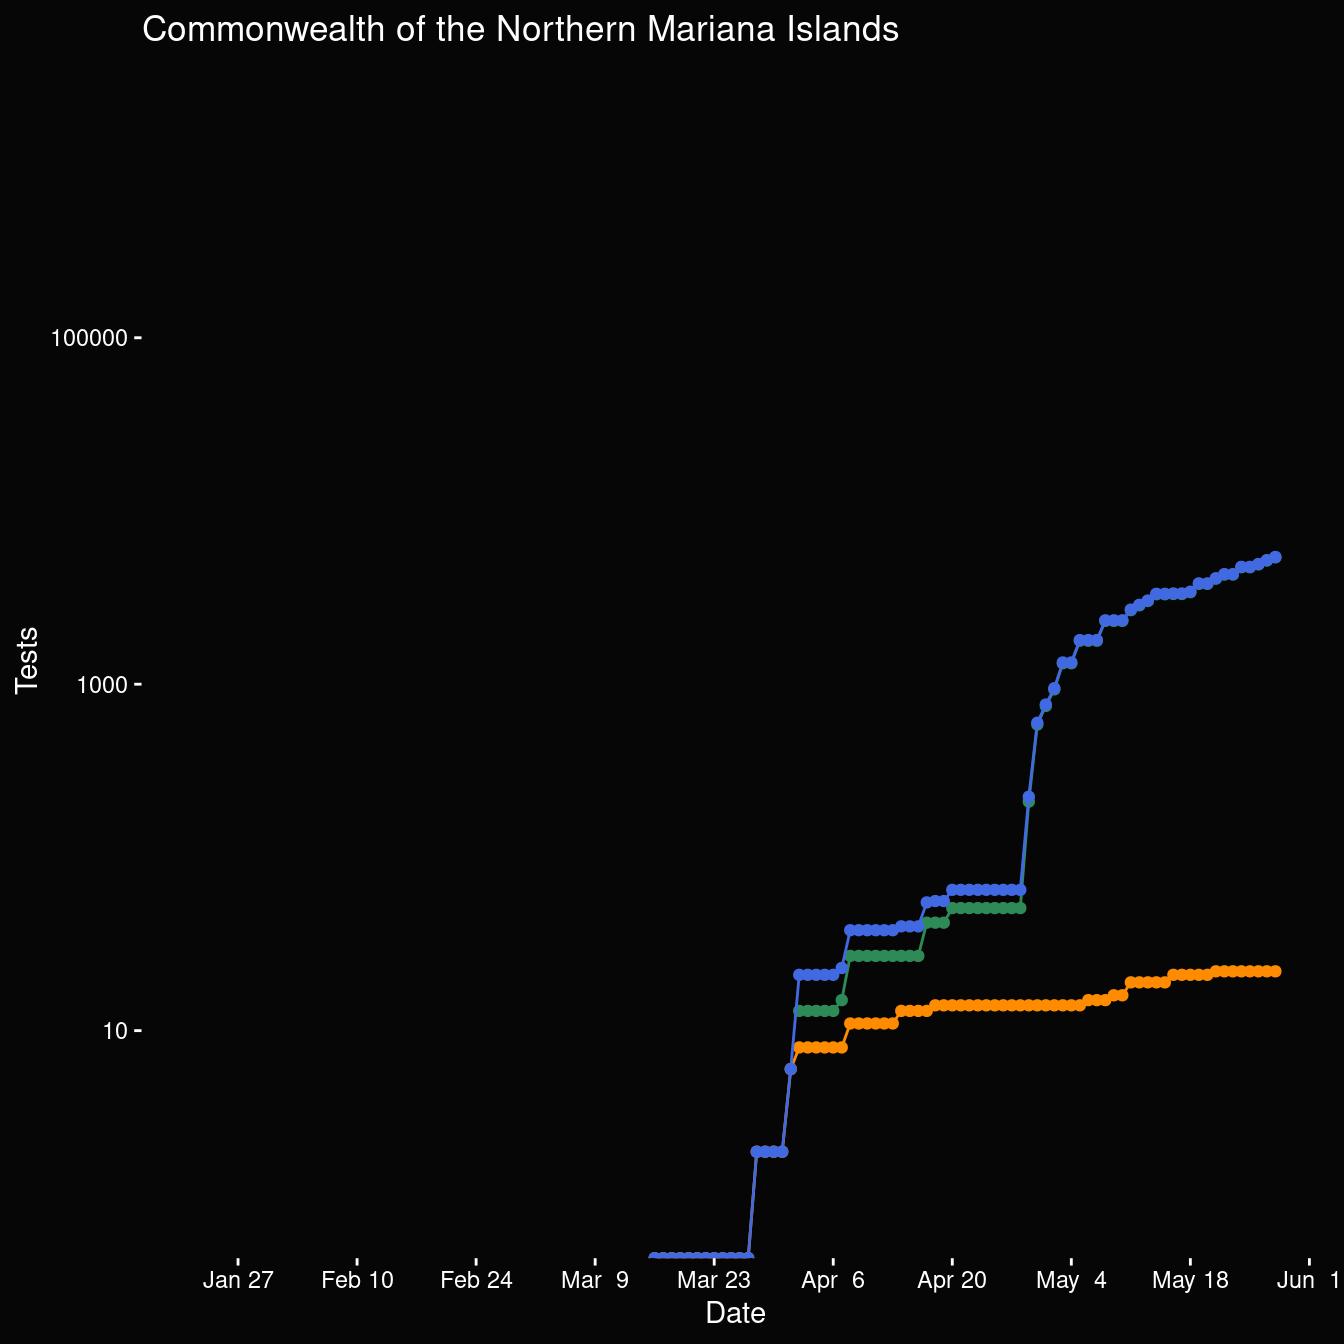 Commonwealth of the Northern Mariana Islands
100000
1000
10
Tests
Jan 27 Feb 10 Feb 24 Mar 9 Mar 23 Apr 6 Apr 20 May 4 May 18 Jun 1
Date